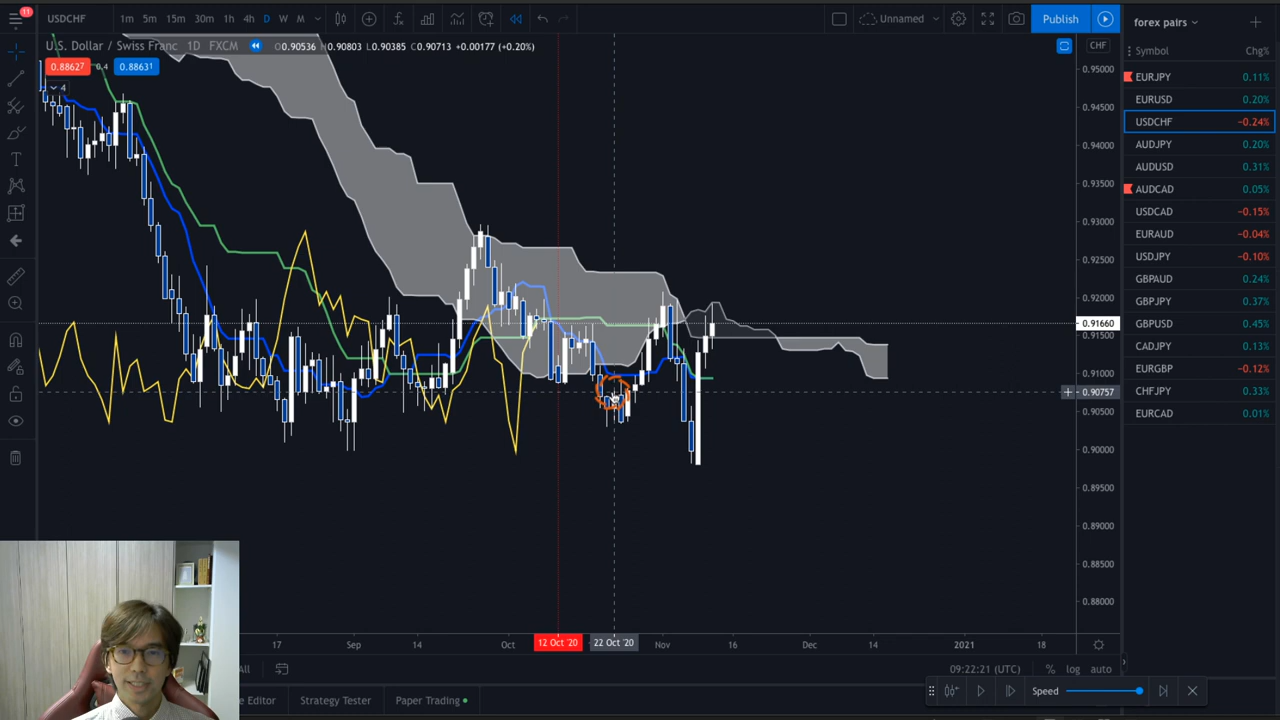 11
USDCHF 1m 5m 15m 30m 1h 4h D W M Unnamed Publish
forex pairs
U.S. Dollar / Swiss Franc 1D FXCM O0.90536 H0.90803 L0.90385 C0.90713 +0.00177 (+0.20%)
CHF
Symbol Chg%
0.88627 0.4 0.88631
4
EURJPY 0.11%
EURUSD 0.20%
USDCHF −0.24%
AUDJPY 0.20%
AUDUSD 0.31%
AUDCAD 0.05%
USDCAD −0.15%
EURAUD −0.04%
USDJPY −0.10%
GBPAUD 0.24%
GBPJPY 0.37%
GBPUSD 0.45%
CADJPY 0.13%
EURGBP −0.12%
CHFJPY 0.33%
EURCAD 0.01%
0.95000
0.94500
0.94000
0.93500
0.93000
0.92500
0.92000
0.91660
0.91500
0.91000
0.90757
0.90500
0.90000
0.89500
0.89000
0.88500
0.88000
17 Sep 14 Oct 12 Oct '20 22 Oct '20 Nov 16 Dec 14 2021 18
All 09:22:21 (UTC) % log auto
e Editor Strategy Tester Paper Trading
Speed